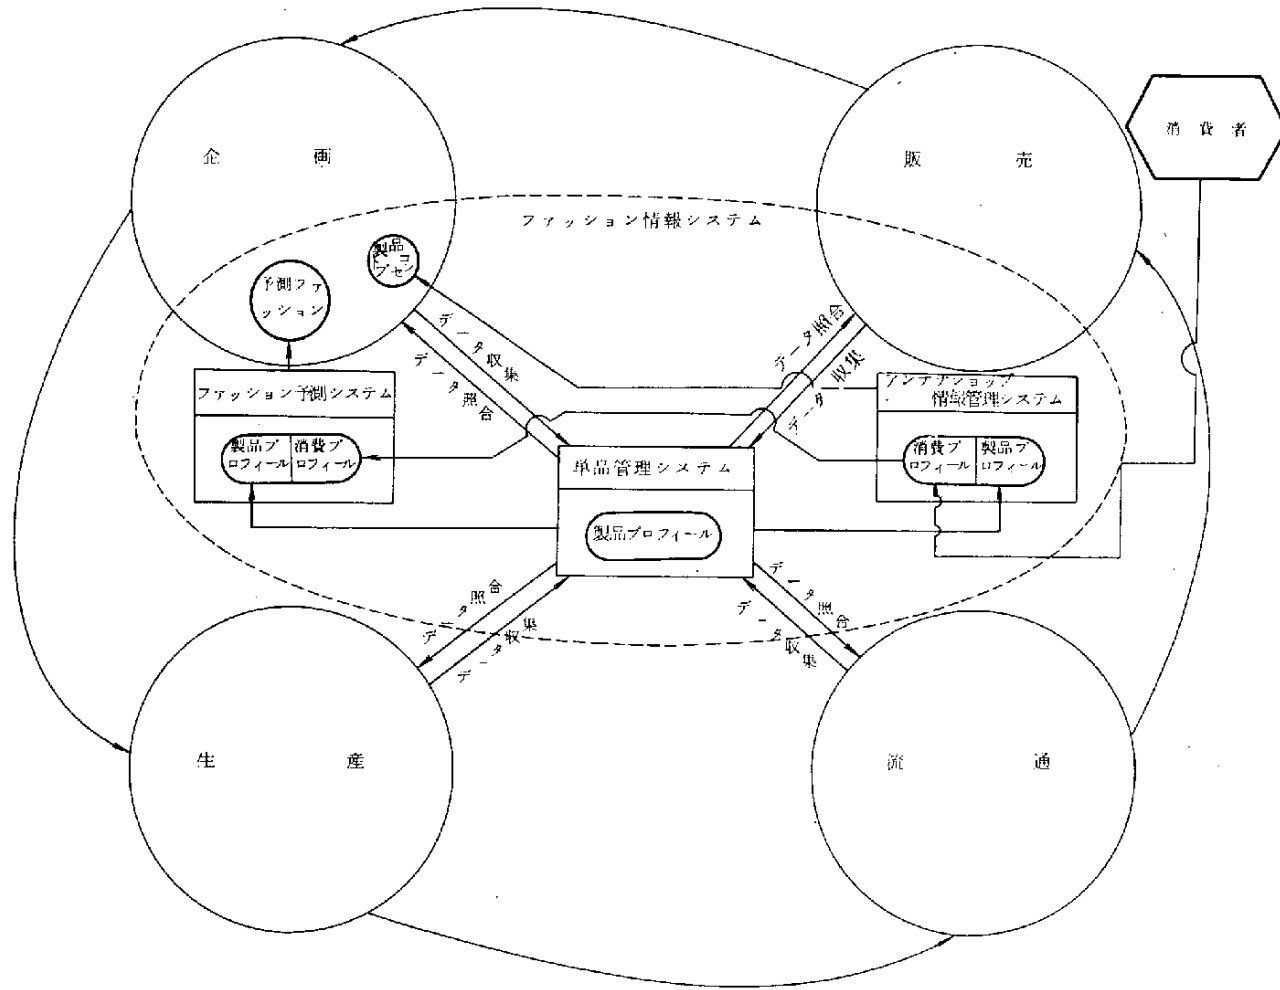 企画
販売
消費者
ファッション情報システム
製品
コンセプト
予測ファ
ッション
データ収集
データ照合
データ照合
データ収集
ファッション予測システム
製品プ
ロフィール
消費プ
ロフィール
アンテナショップ
情報管理システム
消費プ
ロフィール
製品プ
ロフィール
単品管理システム
製品プロフィール
データ照合
データ収集
データ照合
データ収集
生産
流通